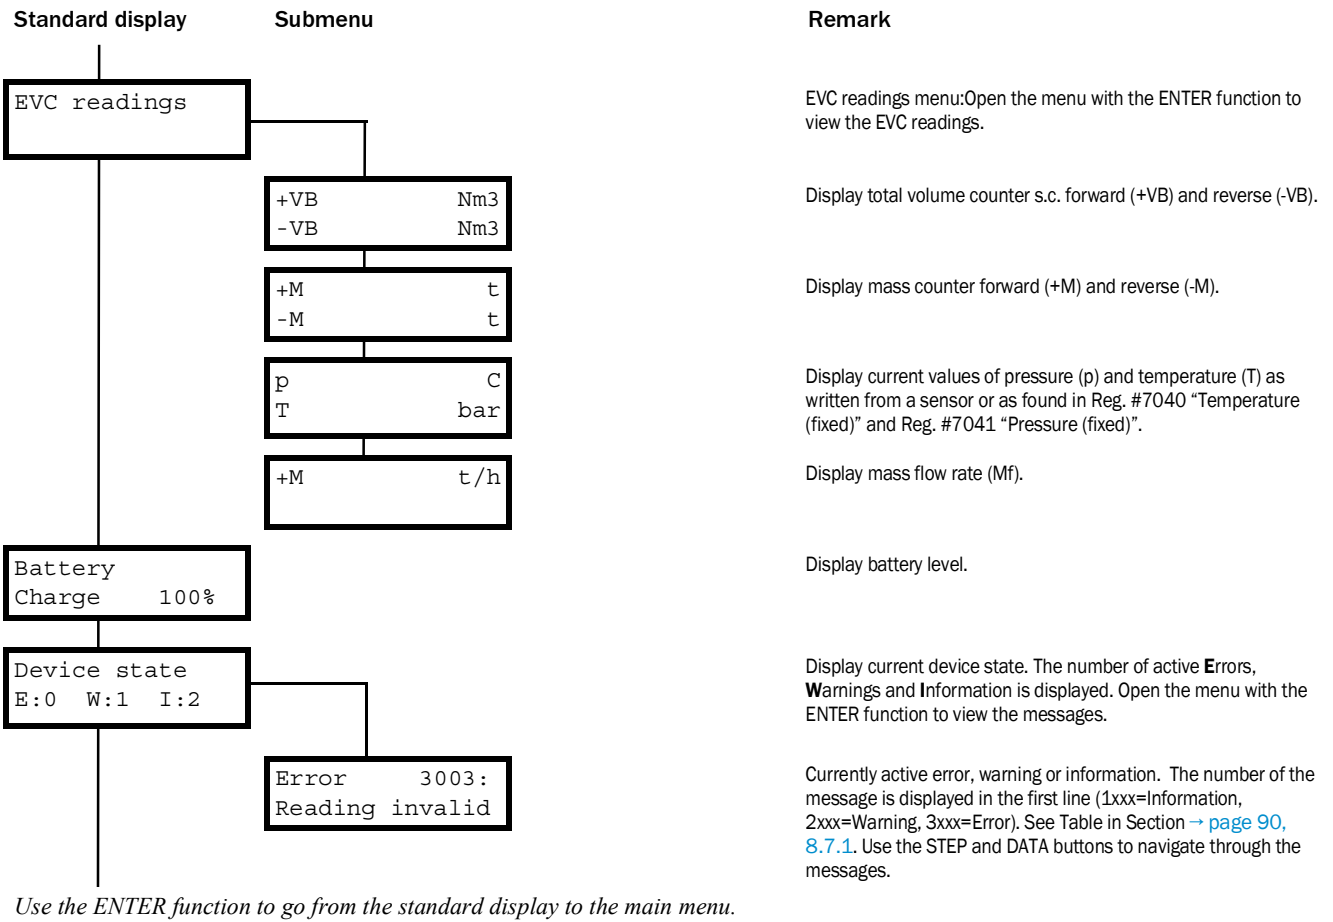 Standard display Submenu Remark
EVC readings
EVC readings menu:Open the menu with the ENTER function to
view the EVC readings.
+VB Nm3
-VB Nm3
Display total volume counter s.c. forward (+VB) and reverse (-VB).
+M t
-M t
Display mass counter forward (+M) and reverse (-M).
p C
T bar
Display current values of pressure (p) and temperature (T) as
written from a sensor or as found in Reg. #7040 “Temperature
(fixed)” and Reg. #7041 “Pressure (fixed)”.
+M t/h
Display mass flow rate (Mf).
Battery
Charge 100%
Display battery level.
Device state
E:0 W:1 I:2
Display current device state. The number of active Errors,
Warnings and Information is displayed. Open the menu with the
ENTER function to view the messages.
Error 3003:
Reading invalid
Currently active error, warning or information. The number of the
message is displayed in the first line (1xxx=Information,
2xxx=Warning, 3xxx=Error). See Table in Section → page 90,
8.7.1. Use the STEP and DATA buttons to navigate through the
messages.
Use the ENTER function to go from the standard display to the main menu.